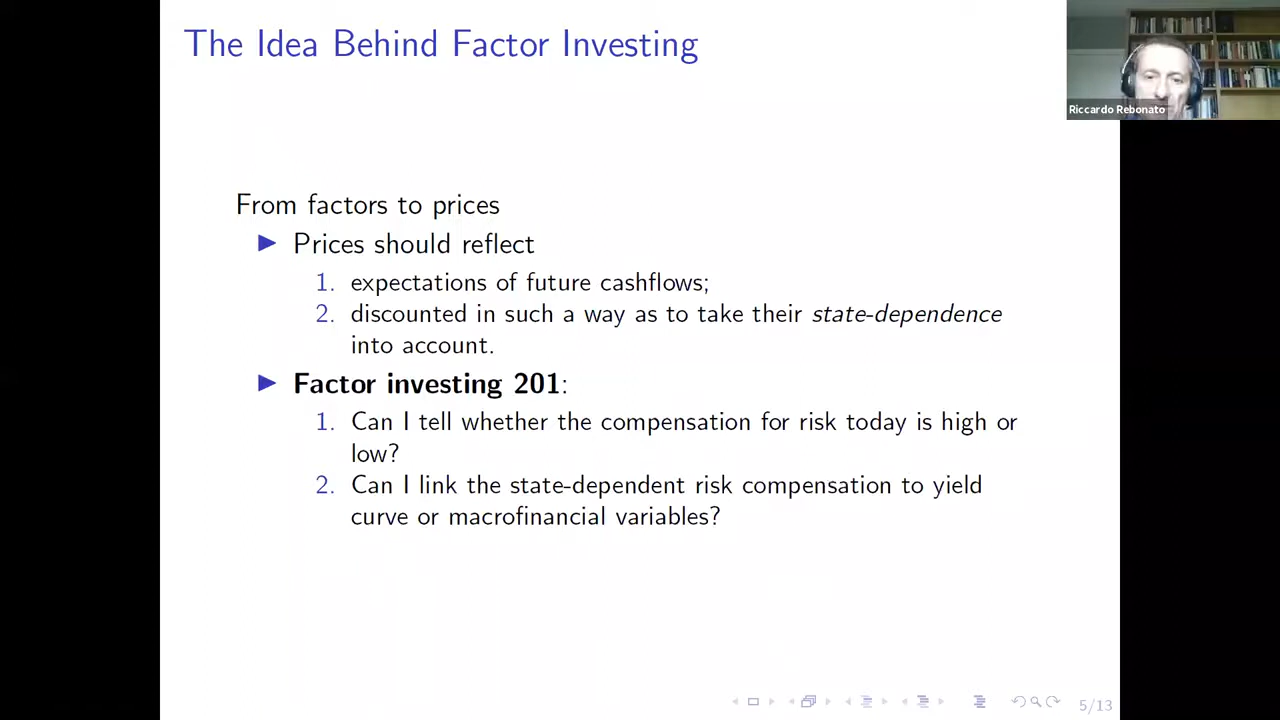 The Idea Behind Factor Investing
Riccardo Rebonato
From factors to prices
▶ Prices should reflect
1. expectations of future cashflows;
2. discounted in such a way as to take their state-dependence
into account.
▶ Factor investing 201:
1. Can I tell whether the compensation for risk today is high or
low?
2. Can I link the state-dependent risk compensation to yield
curve or macrofinancial variables?
5/13